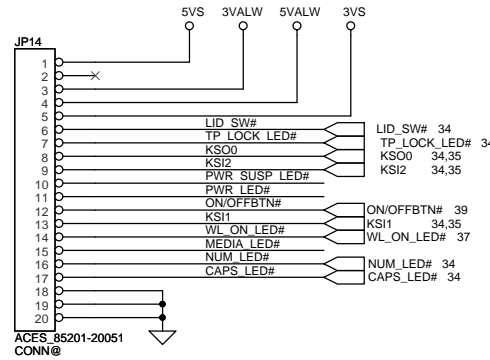 5VS 3VALW 5VALW 3VS
JP14
1
2
3
4
5
6 LID_SW# LID_SW# 34
7 TP_LOCK_LED# TP_LOCK_LED# 34
8 KSO0 KSO0 34,35
9 KSI2 KSI2 34,35
10 PWR_SUSP_LED#
11 PWR_LED#
12 ON/OFFBTN# ON/OFFBTN# 39
13 KSI1 KSI1 34,35
14 WL_ON_LED# WL_ON_LED# 37
15 MEDIA_LED#
16 NUM_LED# NUM_LED# 34
17 CAPS_LED# CAPS_LED# 34
18
19
20
ACES_85201-20051
CONN@